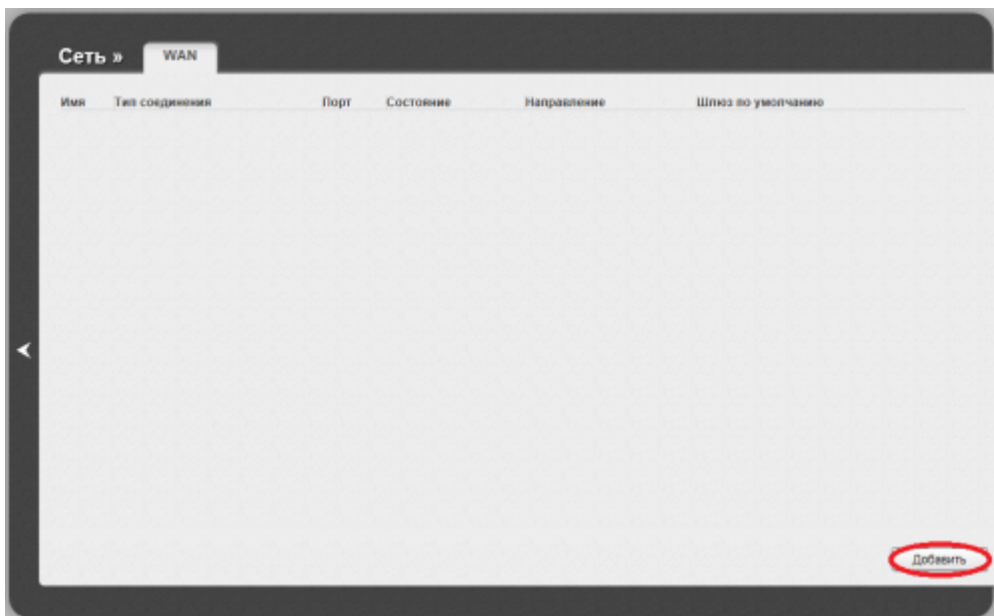 Сеть » WAN
Имя Тип соединения Порт Состояние Направление Шлюз по умолчанию
Добавить